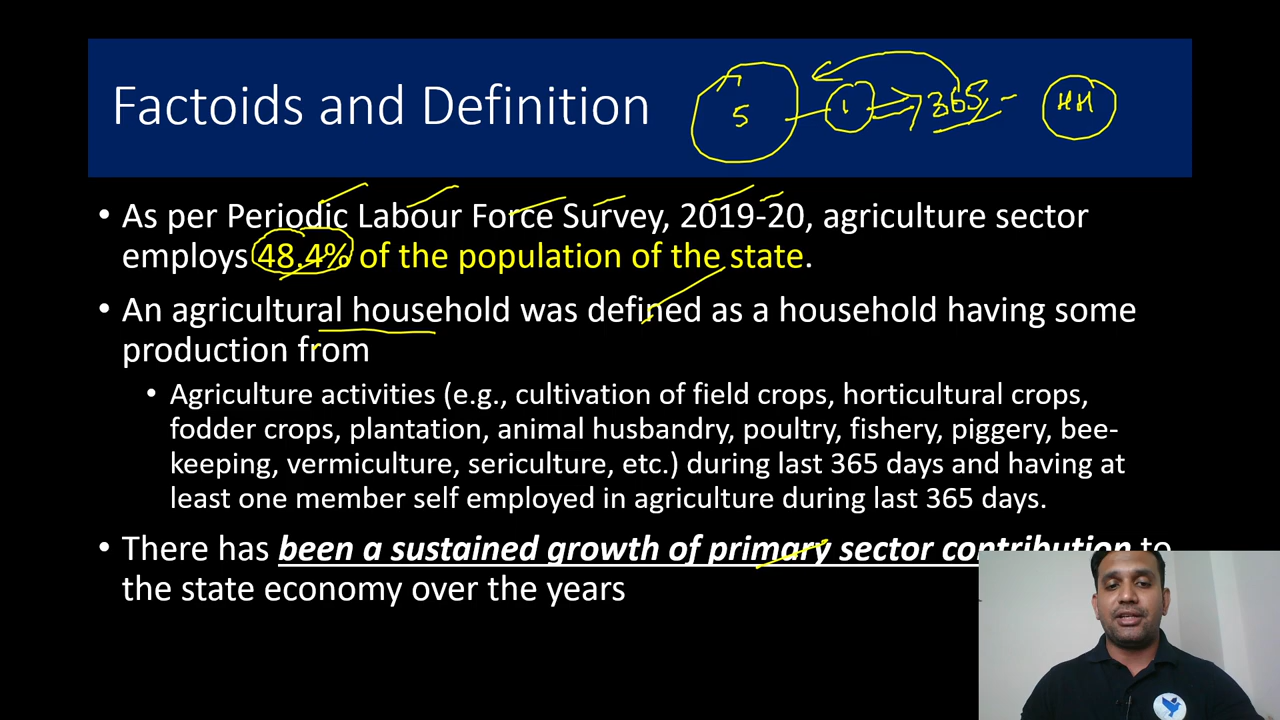 Factoids and Definition
5 1 365 HH
• As per Periodic Labour Force Survey, 2019-20, agriculture sector
employs 48.4% of the population of the state.
• An agricultural household was defined as a household having some
production from
• Agriculture activities (e.g., cultivation of field crops, horticultural crops,
fodder crops, plantation, animal husbandry, poultry, fishery, piggery, bee-
keeping, vermiculture, sericulture, etc.) during last 365 days and having at
least one member self employed in agriculture during last 365 days.
• There has been a sustained growth of primary sector contribution to
the state economy over the years